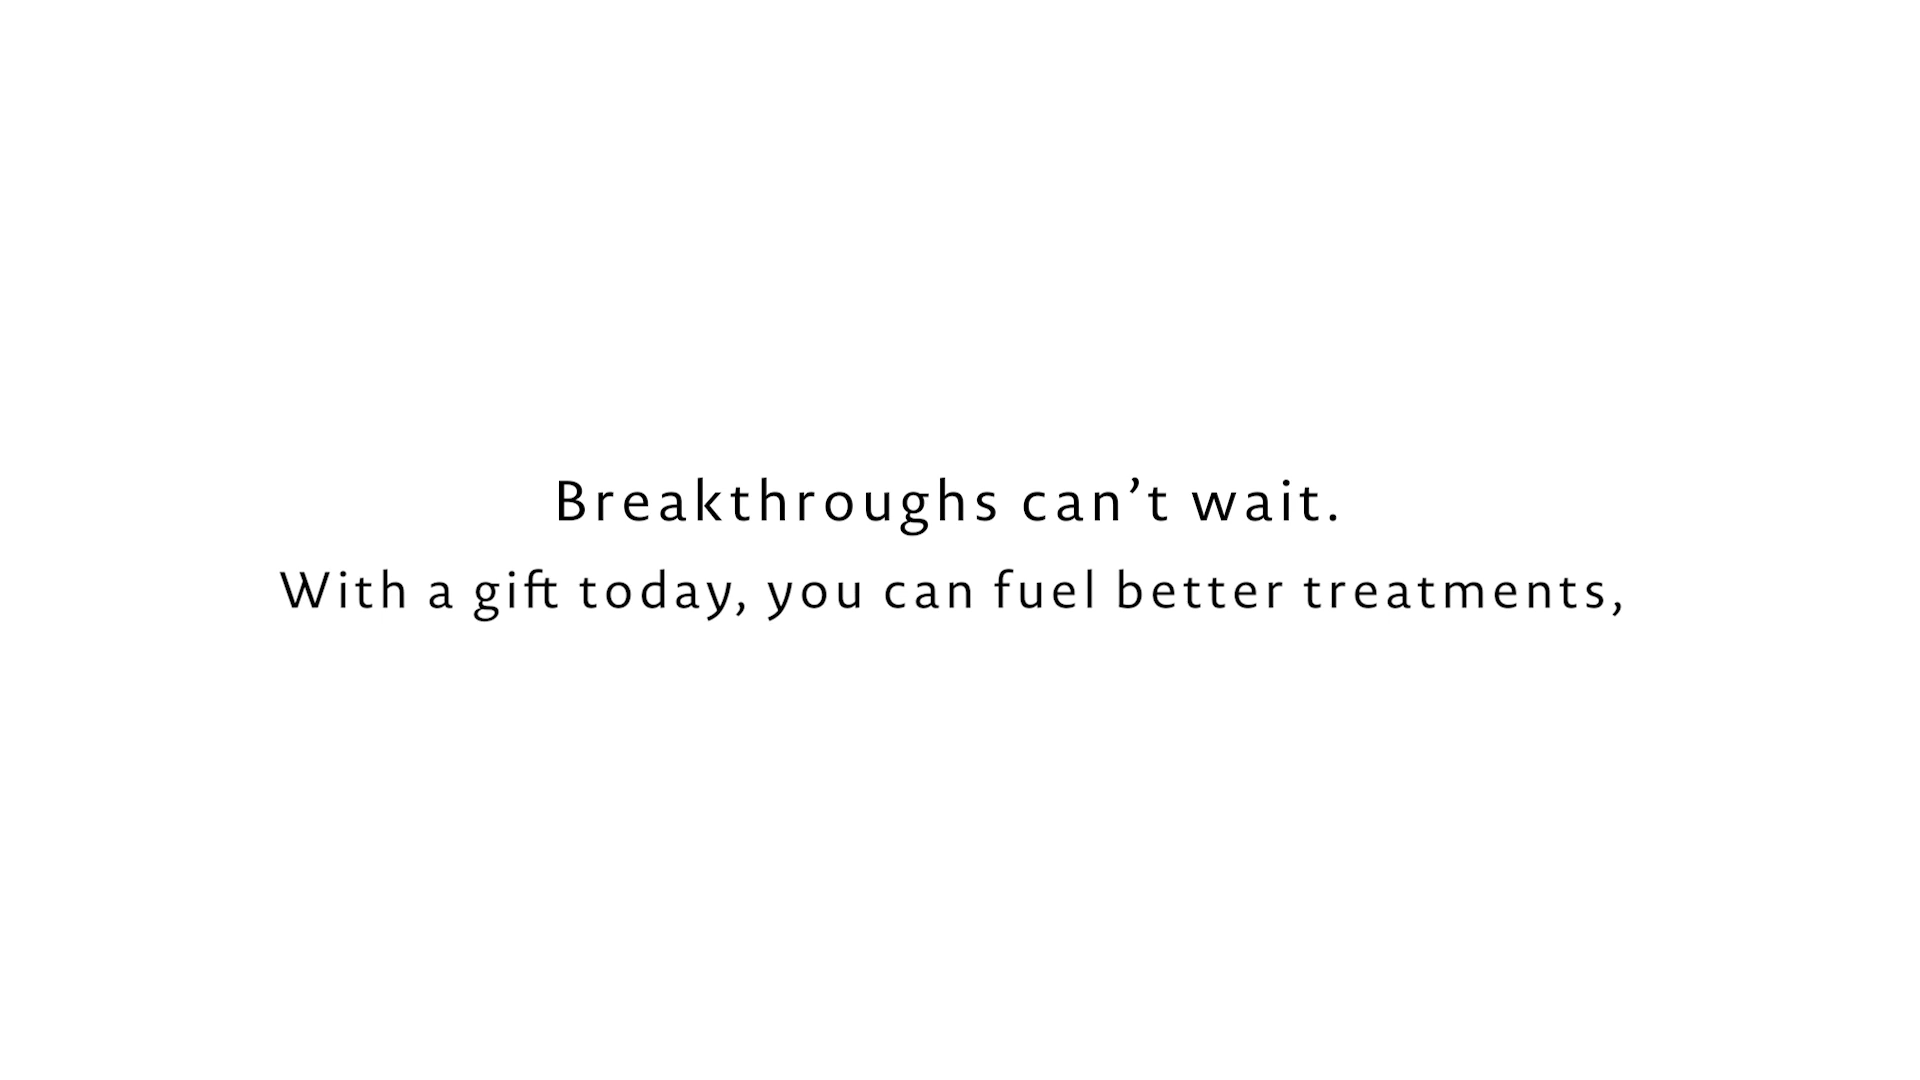 Breakthroughs can’t wait.
With a gift today, you can fuel better treatments,